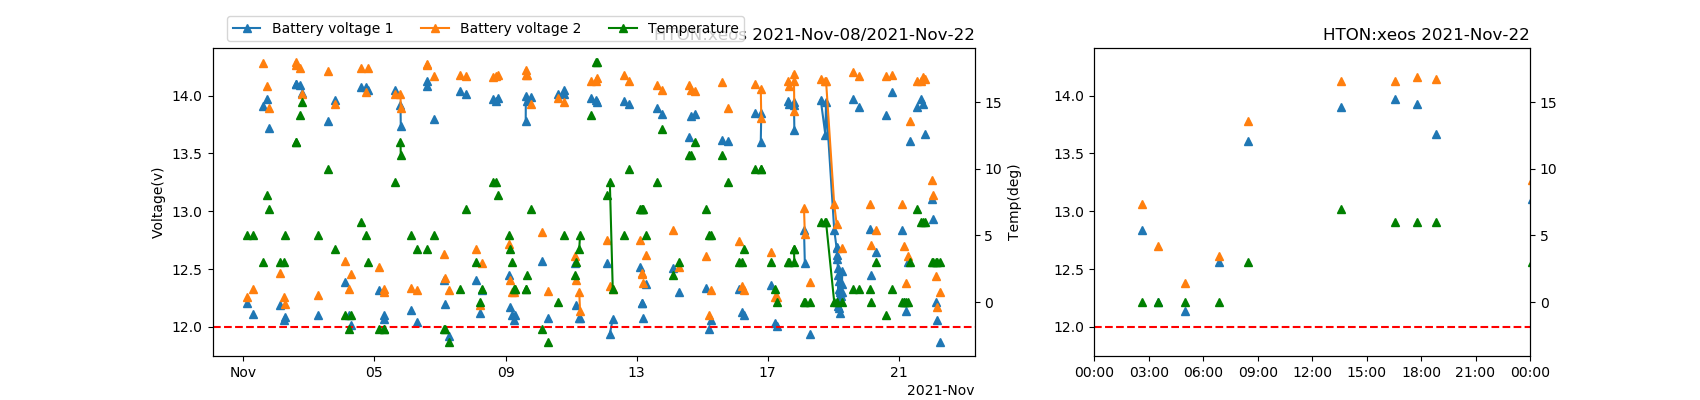 Battery voltage 1 Battery voltage 2 Temperature
HTON:xeos 2021-Nov-08/2021-Nov-22
HTON:xeos 2021-Nov-22
Voltage(v)
14.0
13.5
13.0
12.5
12.0
Nov 05 09 13 17 21
2021-Nov
15
10
5
0
Temp(deg)
14.0
13.5
13.0
12.5
12.0
00:00 03:00 06:00 09:00 12:00 15:00 18:00 21:00 00:00
15
10
5
0